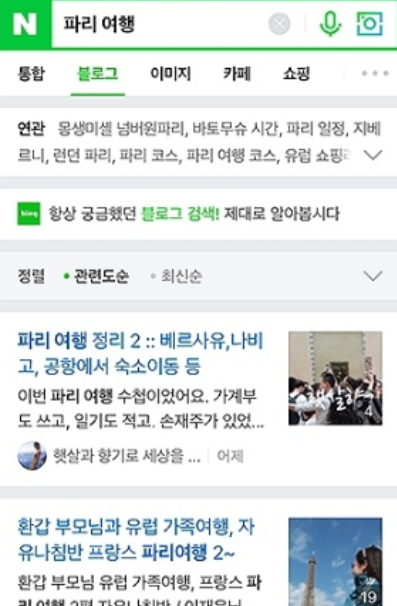 N 파리 여행
통합 블로그 이미지 카페 쇼핑
연관 몽생미셸 넘버원파리, 바토무슈 시간, 파리 일정, 지베
르니, 런던 파리, 파리 코스, 파리 여행 코스, 유럽 쇼핑
blog 항상 궁금했던 블로그 검색! 제대로 알아봅시다
정렬 관련도순 최신순
파리 여행 정리 2 :: 베르사유,나비
고, 공항에서 숙소이동 등
이번 파리 여행 수첩이었어요. 가계부
도 쓰고, 일기도 적고. 손재주가 있었...
4
햇살과 향기로 세상을 ... 어제
환갑 부모님과 유럽 가족여행, 자
유나침반 프랑스 파리여행 2~
환갑 부모님 유럽 가족여행, 프랑스 파
19